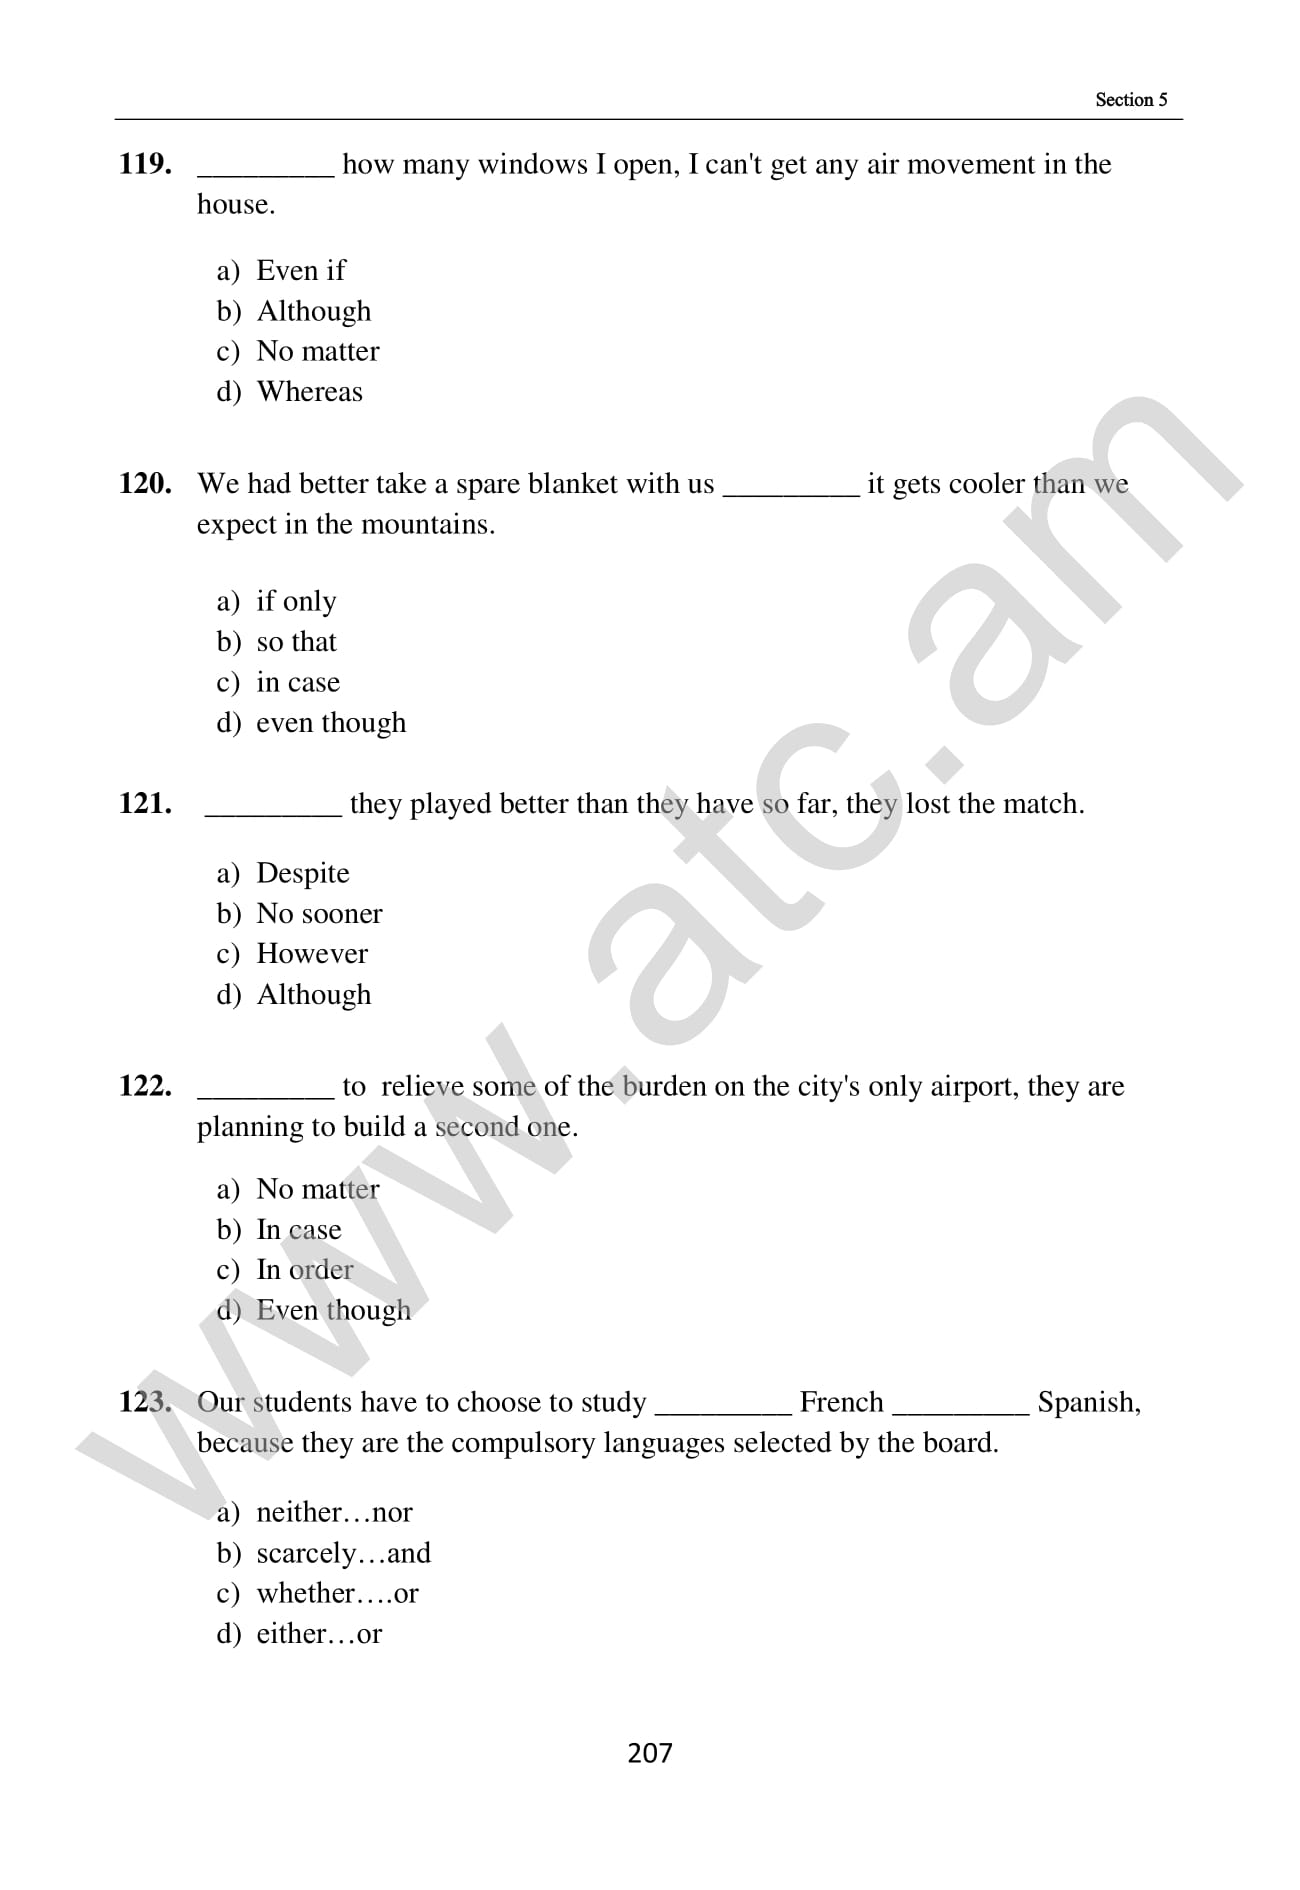 Section 5
119. _________ how many windows I open, I can't get any air movement in the
house.
a) Even if
b) Although
c) No matter
d) Whereas
120. We had better take a spare blanket with us _________ it gets cooler than we
expect in the mountains.
a) if only
b) so that
c) in case
d) even though
121. _________ they played better than they have so far, they lost the match.
a) Despite
b) No sooner
c) However
d) Although
122. _________ to relieve some of the burden on the city's only airport, they are
planning to build a second one.
a) No matter
b) In case
c) In order
d) Even though
123. Our students have to choose to study _________ French _________ Spanish,
because they are the compulsory languages selected by the board.
a) neither…nor
b) scarcely…and
c) whether….or
d) either…or
207
www.atc.am